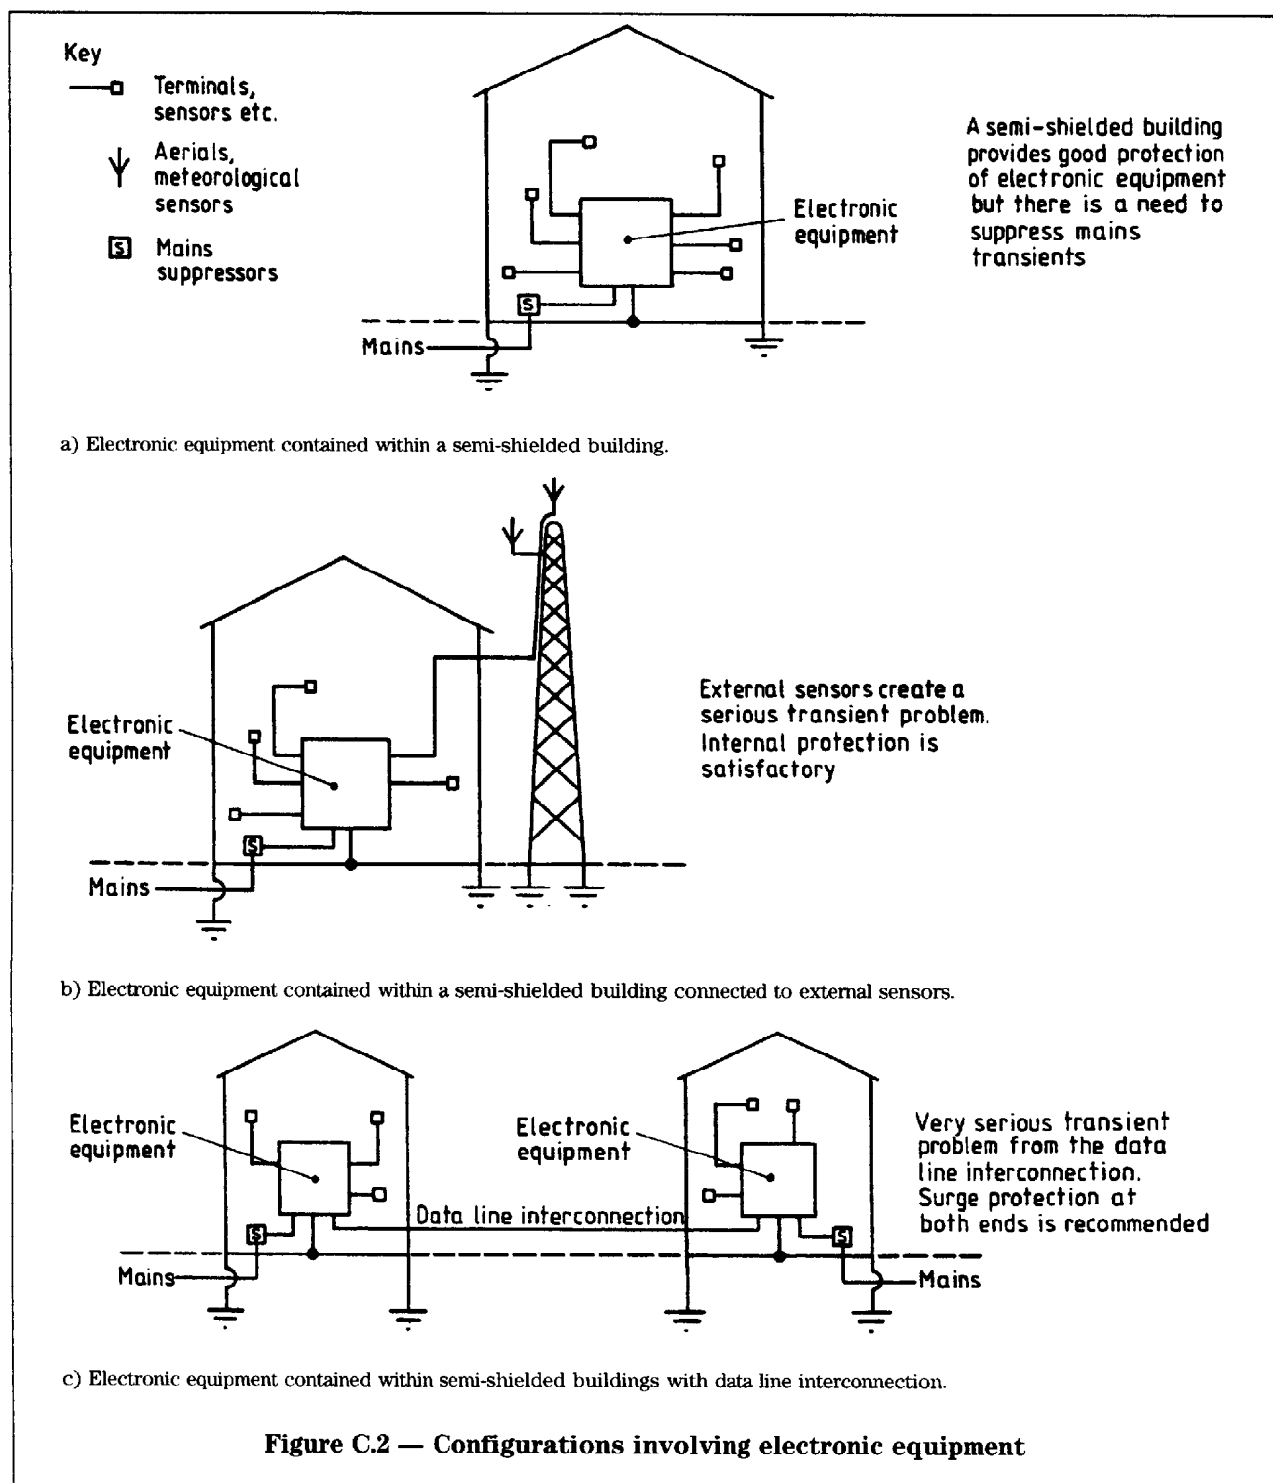 Key
Terminals,
sensors etc.
Aerials,
meteorological
sensors
S
Mains
suppressors
Electronic
equipment
A semi-shielded building
provides good protection
of electronic equipment
but there is a need to
suppress mains
transients
S
Mains
a) Electronic equipment contained within a semi-shielded building.
Electronic
equipment
External sensors create a
serious transient problem.
Internal protection is
satisfactory
S
Mains
b) Electronic equipment contained within a semi-shielded building connected to external sensors.
Electronic
equipment
Electronic
equipment
Very serious transient
problem from the data
line interconnection.
Surge protection at
both ends is recommended
Data line interconnection
S
S
Mains
Mains
c) Electronic equipment contained within semi-shielded buildings with data line interconnection.
Figure C.2 — Configurations involving electronic equipment